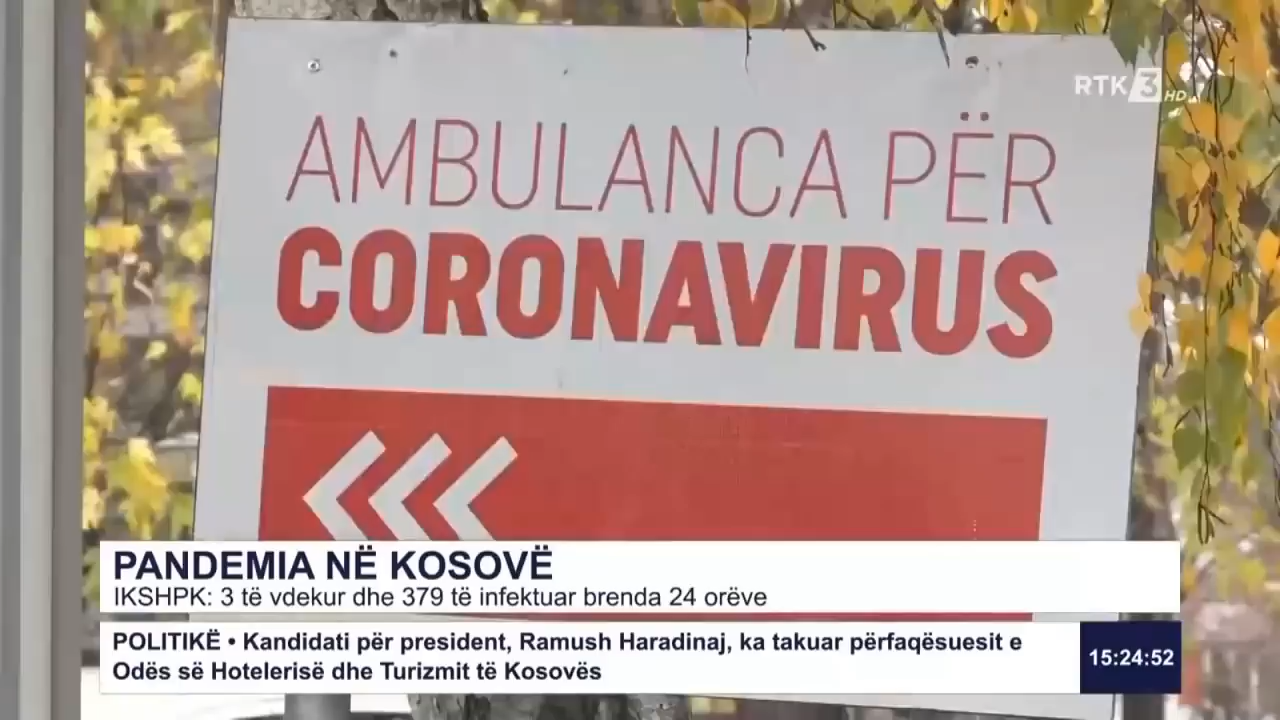 RTK 3 HD
AMBULANCA PËR
CORONAVIRUS
PANDEMIA NË KOSOVË
IKSHPK: 3 të vdekur dhe 379 të infektuar brenda 24 orëve
POLITIKË • Kandidati për president, Ramush Haradinaj, ka takuar përfaqësuesit e
Odës së Hotelerisë dhe Turizmit të Kosovës
15:24:52